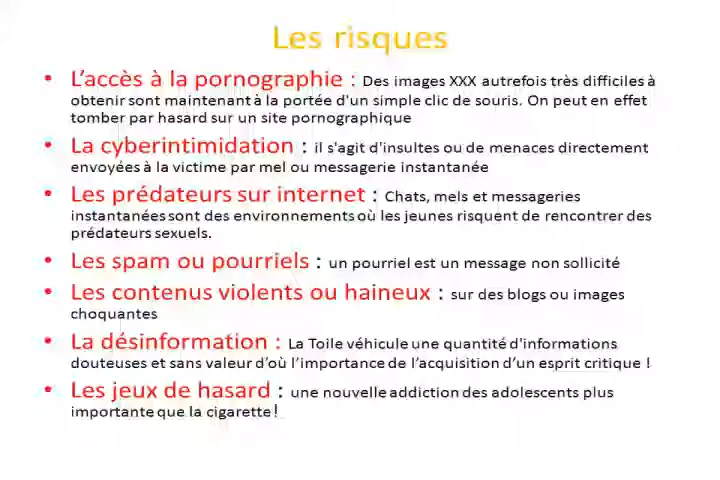 Les risques
• L'accès à la pornographie : Des images XXX autrefois très difficiles à
obtenir sont maintenant à la portée d'un simple clic de souris. On peut en effet
tomber par hasard sur un site pornographique
• La cyberintimidation : il s'agit d'insultes ou de menaces directement
envoyées à la victime par mel ou messagerie instantanée
• Les prédateurs sur internet : Chats, mels et messageries
instantanées sont des environnements où les jeunes risquent de rencontrer des
prédateurs sexuels.
• Les spam ou pourriels : un pourriel est un message non sollicité
• Les contenus violents ou haineux : sur des blogs ou images
choquantes
• La désinformation : La Toile véhicule une quantité d'informations
douteuses et sans valeur d'où l'importance de l'acquisition d'un esprit critique !
• Les jeux de hasard : une nouvelle addiction des adolescents plus
importante que la cigarette !